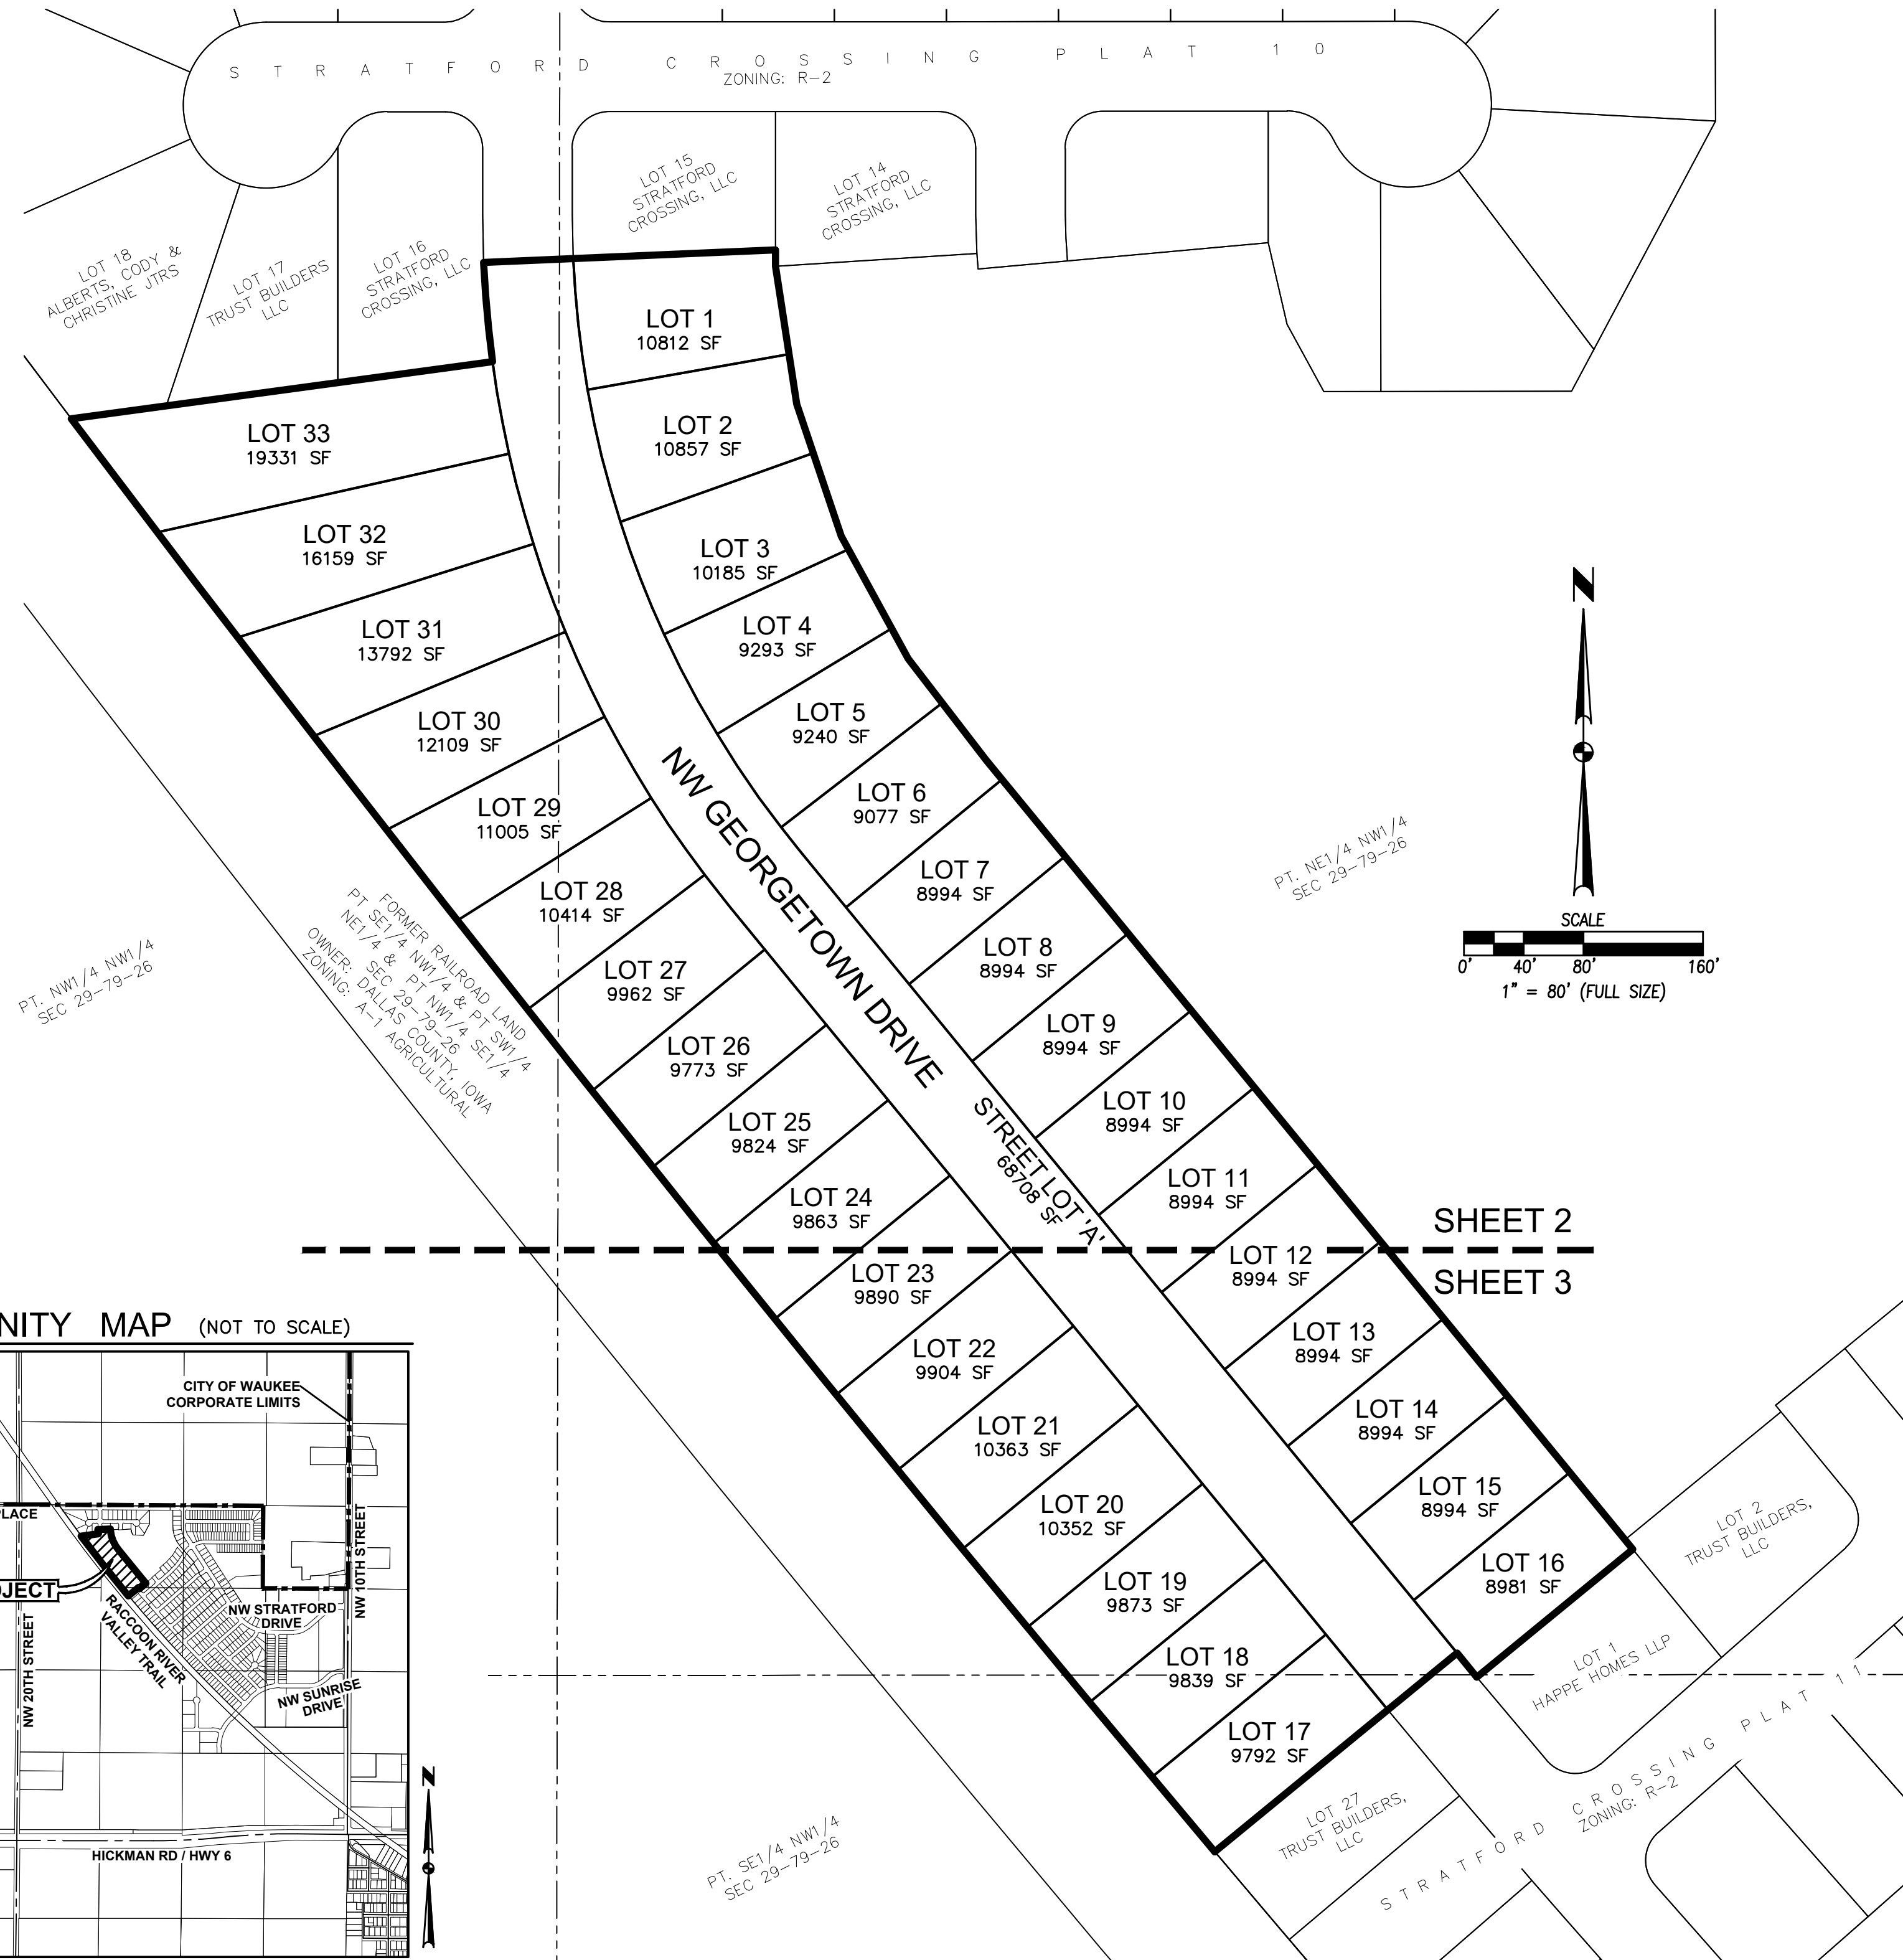 STRATFORD CROSSING PLAT 10
ZONING: R-2
LOT 15
STRATFORD
CROSSING, LLC
LOT 14
STRATFORD
CROSSING, LLC
LOT 18
ALBERTS, CODY &
CHRISTINE JTRS
LOT 17
TRUST BUILDERS
LLC
LOT 16
STRATFORD
CROSSING, LLC
LOT 1
10812 SF
LOT 2
10857 SF
LOT 3
10185 SF
LOT 4
9293 SF
LOT 5
9240 SF
LOT 6
9077 SF
LOT 7
8994 SF
LOT 8
8994 SF
LOT 9
8994 SF
LOT 10
8994 SF
LOT 11
8994 SF
LOT 12
8994 SF
LOT 13
8994 SF
LOT 14
8994 SF
LOT 15
8994 SF
LOT 16
8981 SF
LOT 33
19331 SF
LOT 32
16159 SF
LOT 31
13792 SF
LOT 30
12109 SF
LOT 29
11005 SF
LOT 28
10414 SF
LOT 27
9962 SF
LOT 26
9773 SF
LOT 25
9824 SF
LOT 24
9863 SF
LOT 23
9890 SF
LOT 22
9904 SF
LOT 21
10363 SF
LOT 20
10352 SF
LOT 19
9873 SF
LOT 18
9839 SF
LOT 17
9792 SF
NW GEORGETOWN DRIVE
STREET LOT 'A'
68708 SF
N
SCALE
0' 40' 80' 160'
1" = 80' (FULL SIZE)
PT. NE1/4 NW1/4
SEC 29-79-26
PT. NW1/4 NW1/4
SEC 29-79-26
FORMER RAILROAD LAND
PT SE1/4 NW1/4 & PT SW1/4
NE1/4 & PT NW1/4 SE1/4
SEC 29-79-26
OWNER: DALLAS COUNTY, IOWA
ZONING: A-1 AGRICULTURAL
SHEET 2
SHEET 3
LOT 2
TRUST BUILDERS,
LLC
LOT 1
HAPPE HOMES LLP
LOT 27
TRUST BUILDERS,
LLC
STRATFORD CROSSING PLAT 11
ZONING: R-2
PT. SE1/4 NW1/4
SEC 29-79-26
NITY MAP (NOT TO SCALE)
CITY OF WAUKEE
CORPORATE LIMITS
PLACE
OJECT
NW 10TH STREET
NW 20TH STREET
RACCOON RIVER
VALLEY TRAIL
NW STRATFORD
DRIVE
NW SUNRISE
DRIVE
HICKMAN RD / HWY 6
N